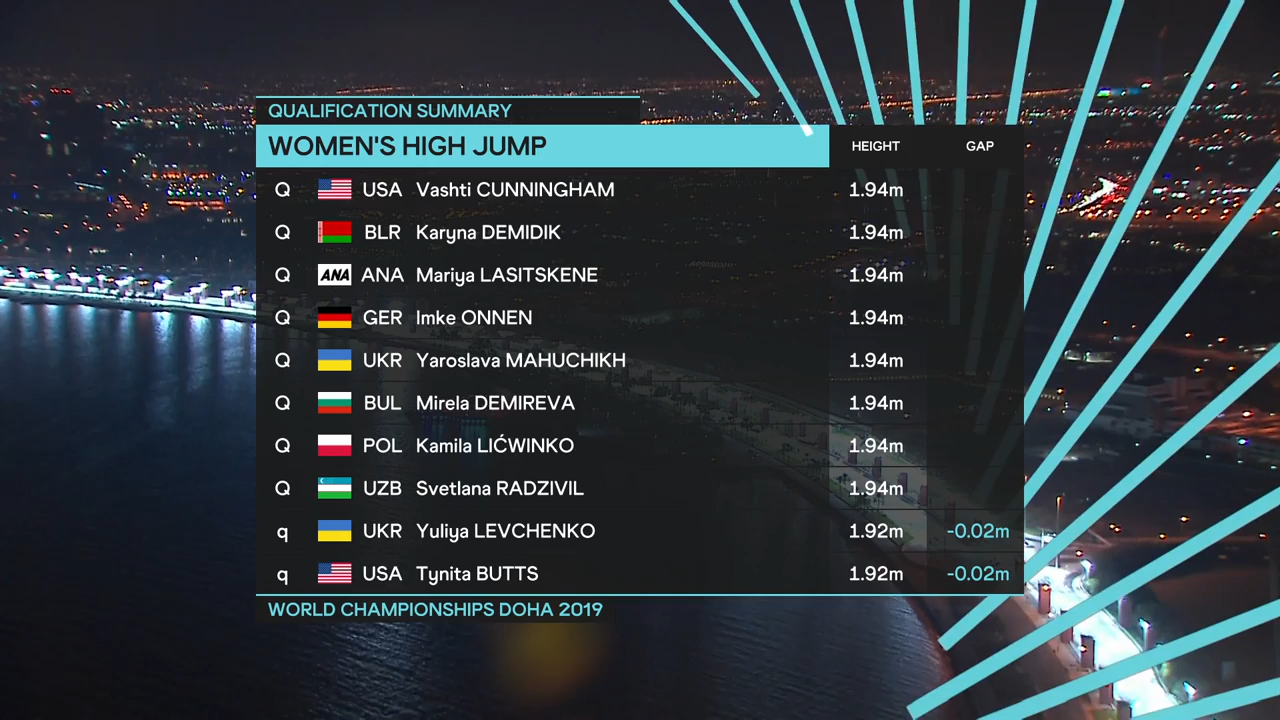 QUALIFICATION SUMMARY
WOMEN'S HIGH JUMP HEIGHT GAP
Q USA Vashti CUNNINGHAM 1.94m
Q BLR Karyna DEMIDIK 1.94m
Q ANA ANA Mariya LASITSKENE 1.94m
Q GER Imke ONNEN 1.94m
Q UKR Yaroslava MAHUCHIKH 1.94m
Q BUL Mirela DEMIREVA 1.94m
Q POL Kamila LIĆWINKO 1.94m
Q UZB Svetlana RADZIVIL 1.94m
q UKR Yuliya LEVCHENKO 1.92m -0.02m
q USA Tynita BUTTS 1.92m -0.02m
WORLD CHAMPIONSHIPS DOHA 2019